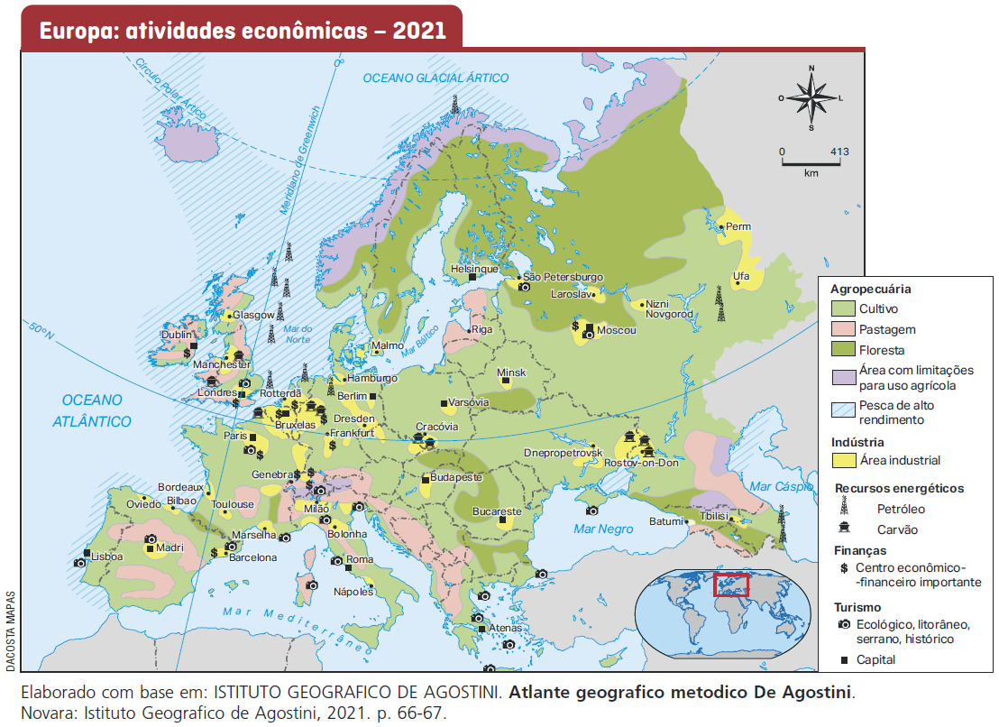 Europa: atividades econômicas – 2021
Círculo Polar Ártico
0º
OCEANO GLACIAL ÁRTICO
Meridiano de Greenwich
N
O
L
S
0 413
km
Perm
Ufa
Helsinque
São Petersburgo
Laroslav
Nizni
Novgorod
Moscou
Glasgow
Mar do
Norte
Riga
Mar Báltico
Dublin
Malmo
Manchester
Hamburgo
Minsk
50ºN
Londres
Rotterdã
Berlim
Varsóvia
OCEANO
ATLÂNTICO
Bruxelas
Dresden
Cracóvia
Paris
Frankfurt
Dnepropetrovsk
Rostov-on-Don
Genebra
Budapeste
Mar Cáspio
Bordeaux
Oviedo
Bilbao
Toulouse
Milão
Bucareste
Mar Negro
Batumi
Tbilisi
Marselha
Bolonha
Madri
Lisboa
Barcelona
Roma
Nápoles
Mar Mediterrâneo
Atenas
Agropecuária
Cultivo
Pastagem
Floresta
Área com limitações
para uso agrícola
Pesca de alto
rendimento
Indústria
Área industrial
Recursos energéticos
Petróleo
Carvão
Finanças
$ Centro econômico-
-financeiro importante
Turismo
Ecológico, litorâneo,
serrano, histórico
Capital
DACOSTA MAPAS
Elaborado com base em: ISTITUTO GEOGRAFICO DE AGOSTINI. Atlante geografico metodico De Agostini.
Novara: Istituto Geografico de Agostini, 2021. p. 66-67.